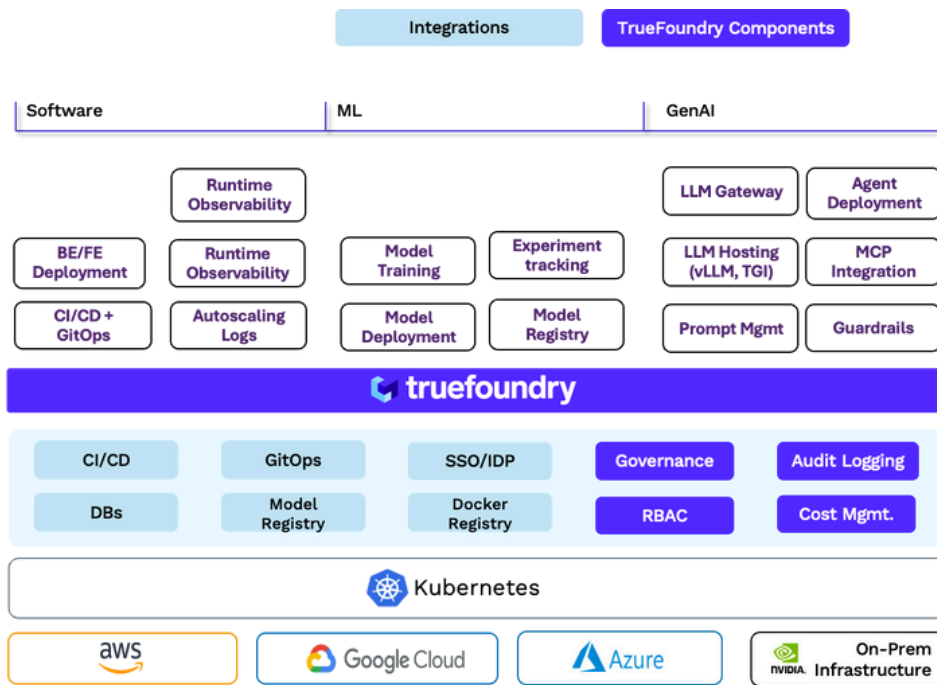 Integrations
TrueFoundry Components
Software
ML
GenAI
Runtime
Observability
LLM Gateway
Agent
Deployment
BE/FE
Deployment
Runtime
Observability
Model
Training
Experiment
tracking
LLM Hosting
(vLLM, TGI)
MCP
Integration
CI/CD +
GitOps
Autoscaling
Logs
Model
Deployment
Model
Registry
Prompt Mgmt
Guardrails
truefoundry
CI/CD
GitOps
SSO/IDP
Governance
Audit Logging
DBs
Model
Registry
Docker
Registry
RBAC
Cost Mgmt.
Kubernetes
aws
Google Cloud
Azure
NVIDIA.
On-Prem
Infrastructure